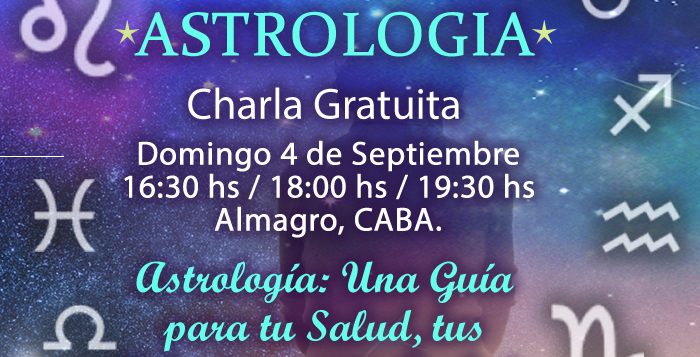 ASTROLOGIA
Charla Gratuita
Domingo 4 de Septiembre
16:30 hs / 18:00 hs / 19:30 hs
Almagro, CABA.
Astrología: Una Guía
para tu Salud, tus